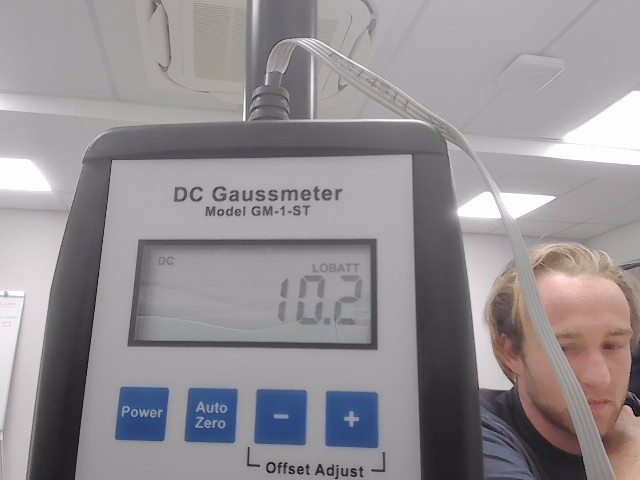 DC Gaussmeter
Model GM-1-ST
DC
LOBATT
10.2
Power
Auto
Zero
-
+
Offset Adjust